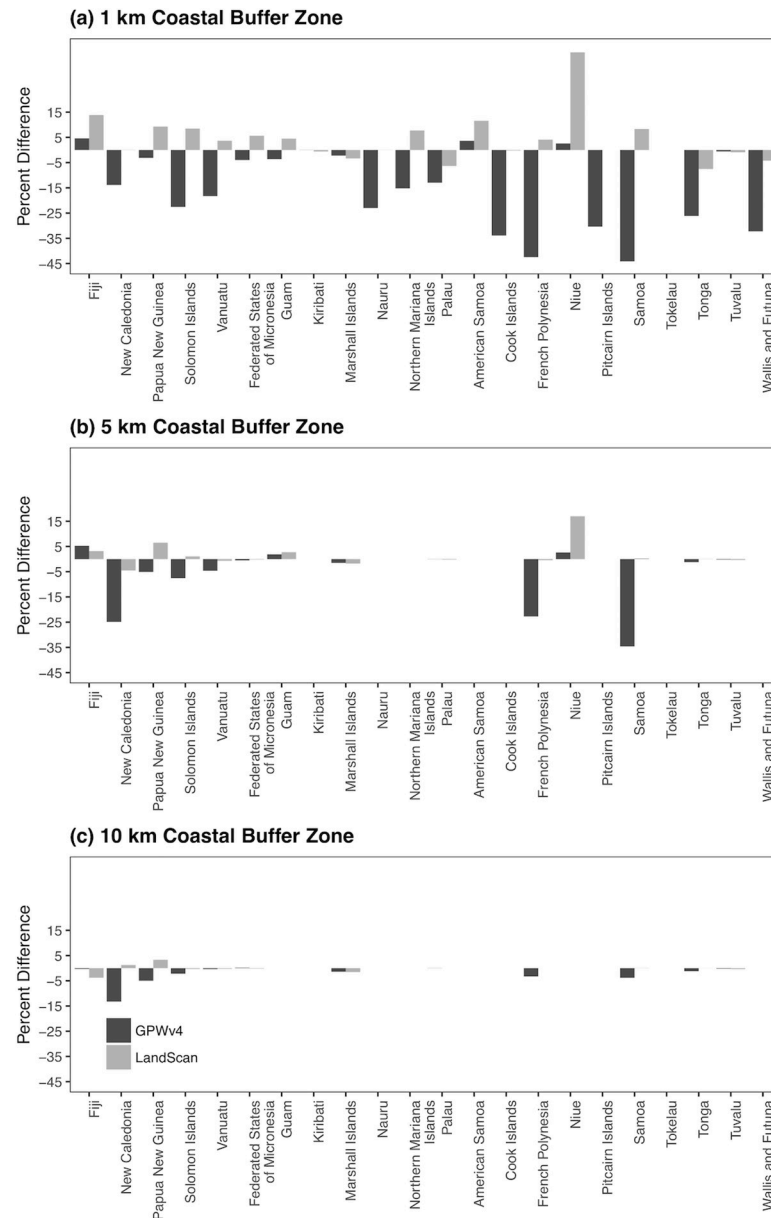 (a) 1 km Coastal Buffer Zone
Percent Difference
15
5
−5
−15
−25
−35
−45
Fiji
New Caledonia
Papua New Guinea
Solomon Islands
Vanuatu
Federated States
of Micronesia
Guam
Kiribati
Marshall Islands
Nauru
Northern Mariana
Islands
Palau
American Samoa
Cook Islands
French Polynesia
Niue
Pitcairn Islands
Samoa
Tokelau
Tonga
Tuvalu
Wallis and Futuna
(b) 5 km Coastal Buffer Zone
Percent Difference
15
5
−5
−15
−25
−35
−45
Fiji
New Caledonia
Papua New Guinea
Solomon Islands
Vanuatu
Federated States
of Micronesia
Guam
Kiribati
Marshall Islands
Nauru
Northern Mariana
Islands
Palau
American Samoa
Cook Islands
French Polynesia
Niue
Pitcairn Islands
Samoa
Tokelau
Tonga
Tuvalu
Wallis and Futuna
(c) 10 km Coastal Buffer Zone
Percent Difference
15
5
−5
−15
−25
−35
−45
GPWv4
LandScan
Fiji
New Caledonia
Papua New Guinea
Solomon Islands
Vanuatu
Federated States
of Micronesia
Guam
Kiribati
Marshall Islands
Nauru
Northern Mariana
Islands
Palau
American Samoa
Cook Islands
French Polynesia
Niue
Pitcairn Islands
Samoa
Tokelau
Tonga
Tuvalu
Wallis and Futuna